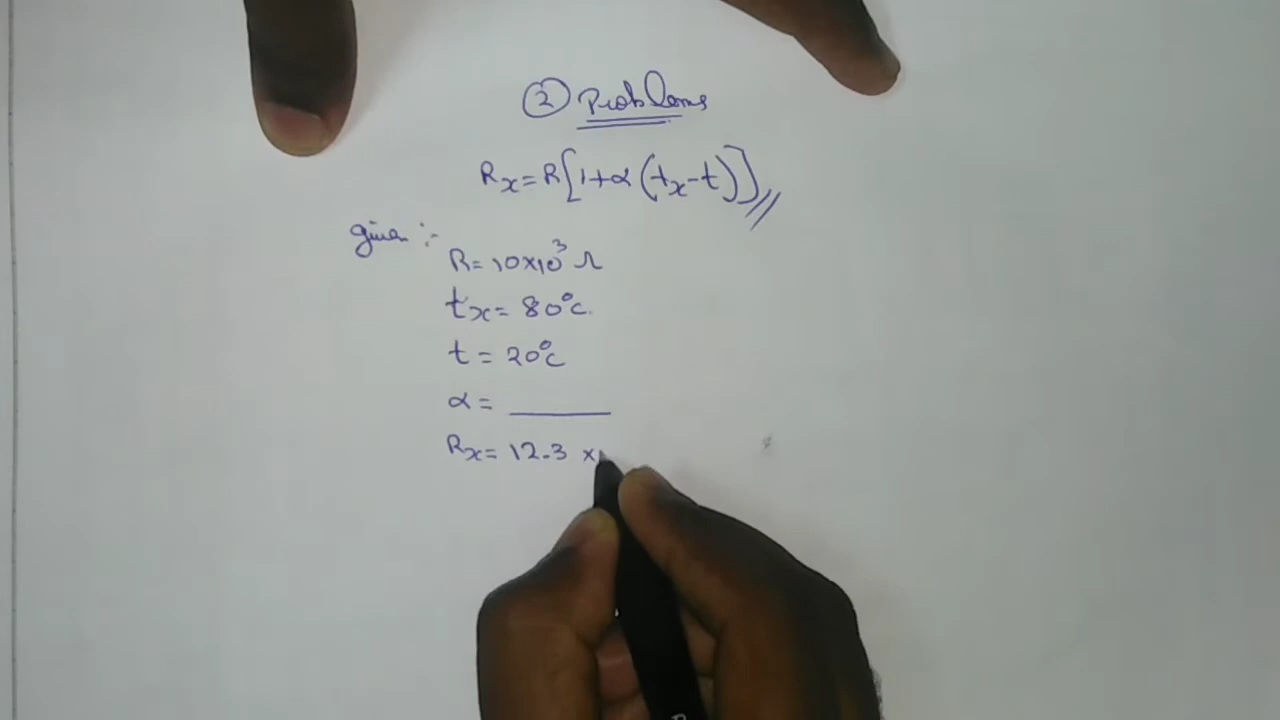 ② Problems
Rx = R[1+α(tx-t)]//
given :-
R = 10×10³ Ω
tx = 80°c.
t = 20°c
α = ______
Rx = 12.3 ×